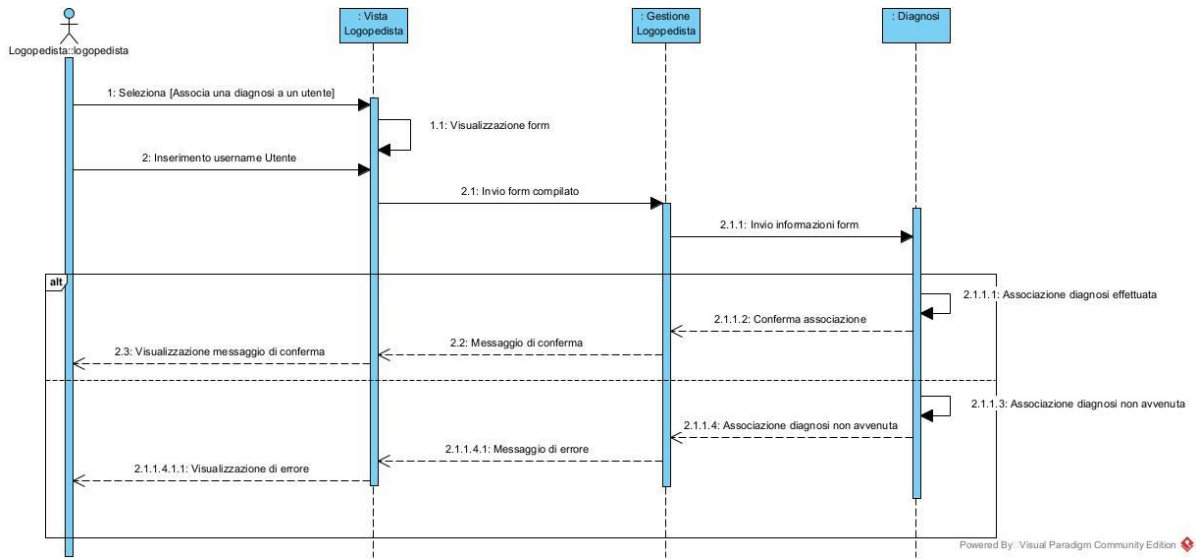 : Vista
Logopedista
: Gestione
Logopedista
: Diagnosi
Logopedista::logopedista
1: Seleziona [Associa una diagnosi a un utente]
1.1: Visualizzazione form
2: Inserimento username Utente
2.1: Invio form compilato
2.1.1: Invio informazioni form
alt
2.1.1.1: Associazione diagnosi effettuata
2.1.1.2: Conferma associazione
2.2: Messaggio di conferma
2.3: Visualizzazione messaggio di conferma
2.1.1.3: Associazione diagnosi non avvenuta
2.1.1.4: Associazione diagnosi non avvenuta
2.1.1.4.1: Messaggio di errore
2.1.1.4.1.1: Visualizzazione di errore
Powered By Visual Paradigm Community Edition